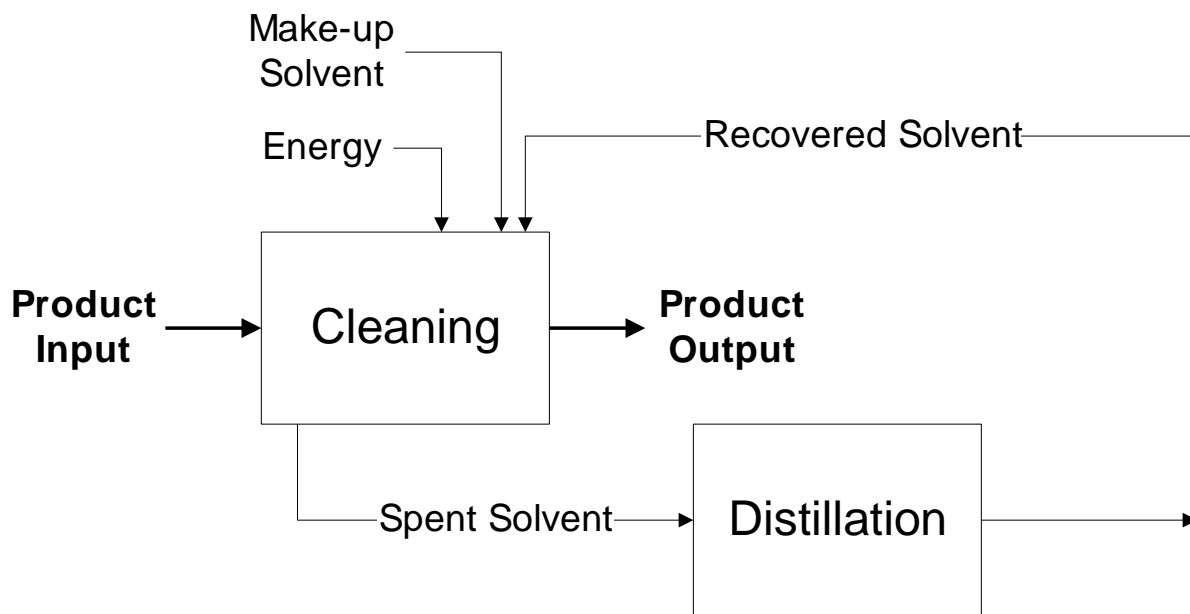 Make-up
Solvent
Energy
Recovered Solvent
Product
Input
Cleaning
Product
Output
Spent Solvent
Distillation